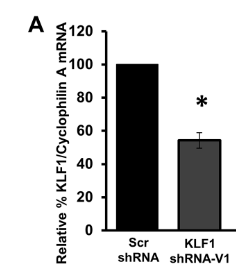 A
Relative % KLF1/Cyclophilin A mRNA
120
100
80
60
40
20
0
*
Scr
shRNA
KLF1
shRNA-V1